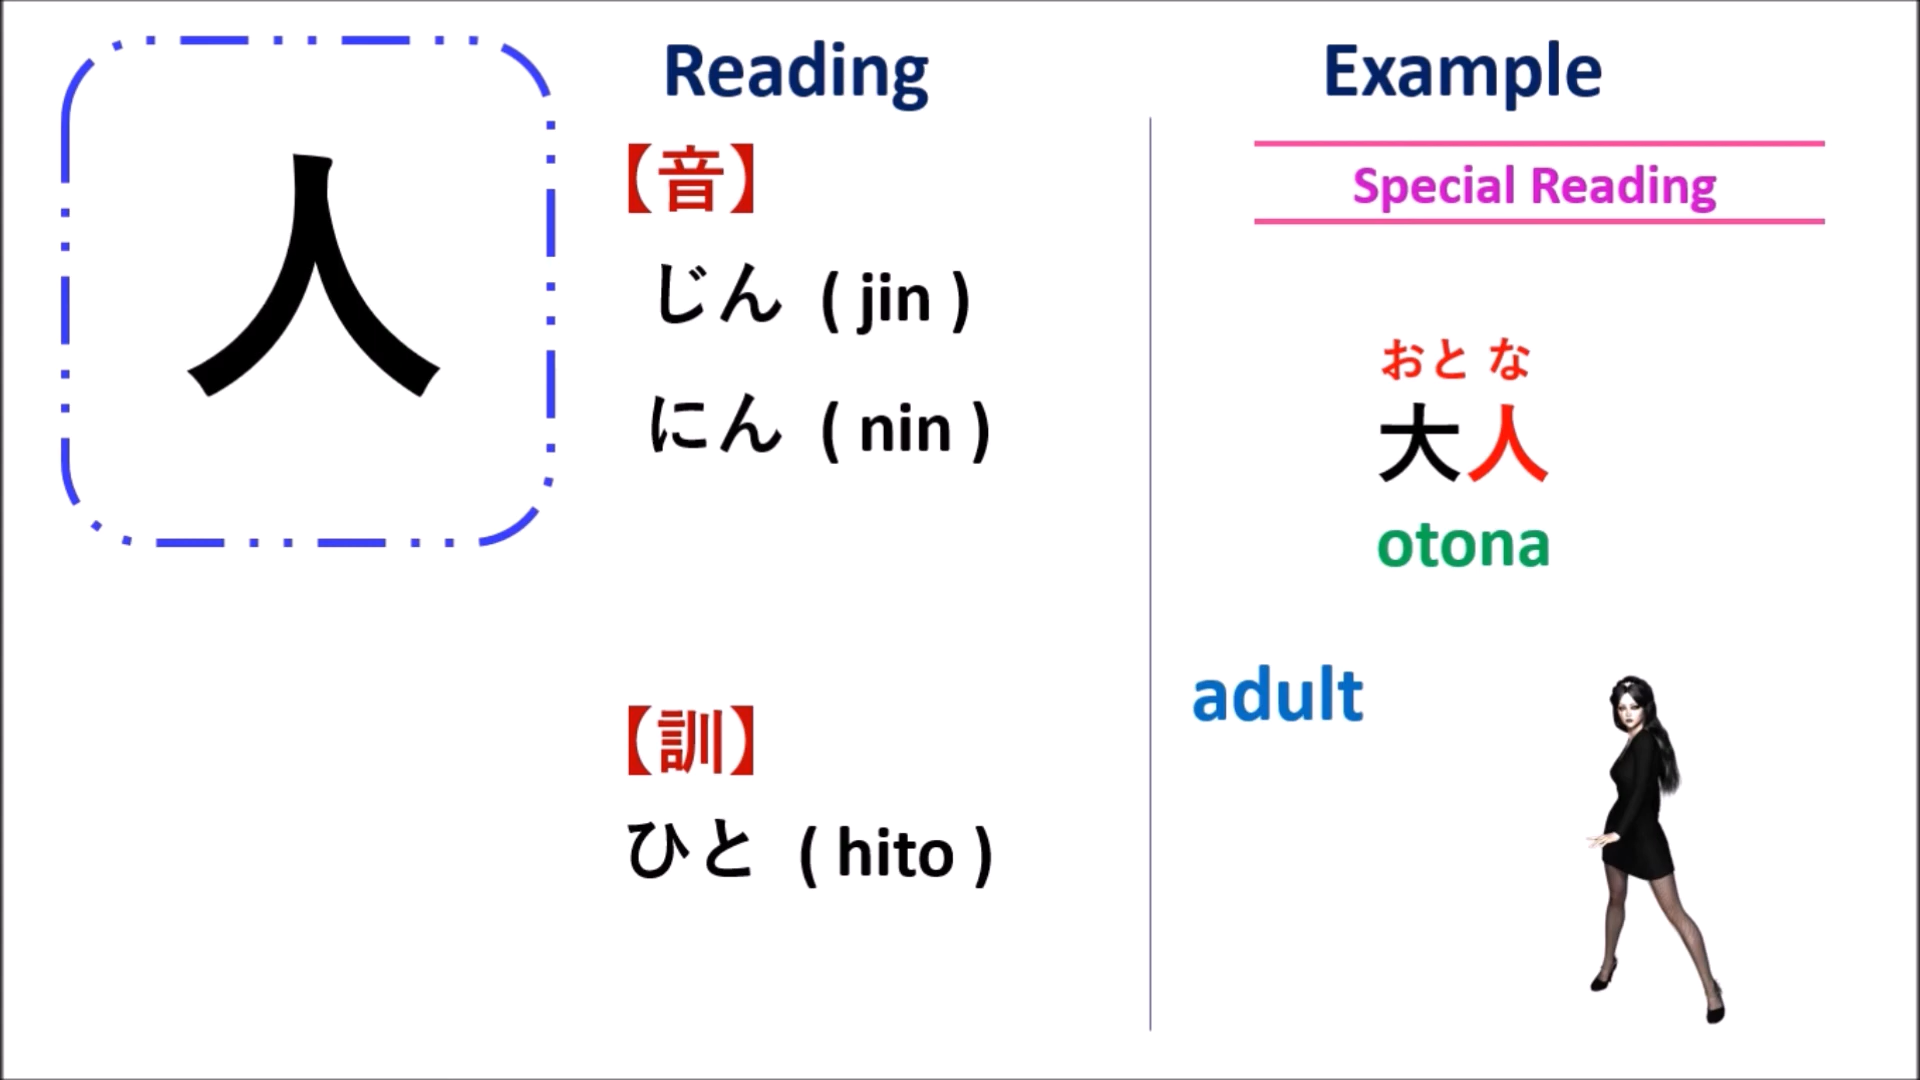 人
Reading
【音】
じん ( jin )
にん ( nin )
【訓】
ひと ( hito )
Example
Special Reading
おとな
大人
otona
adult